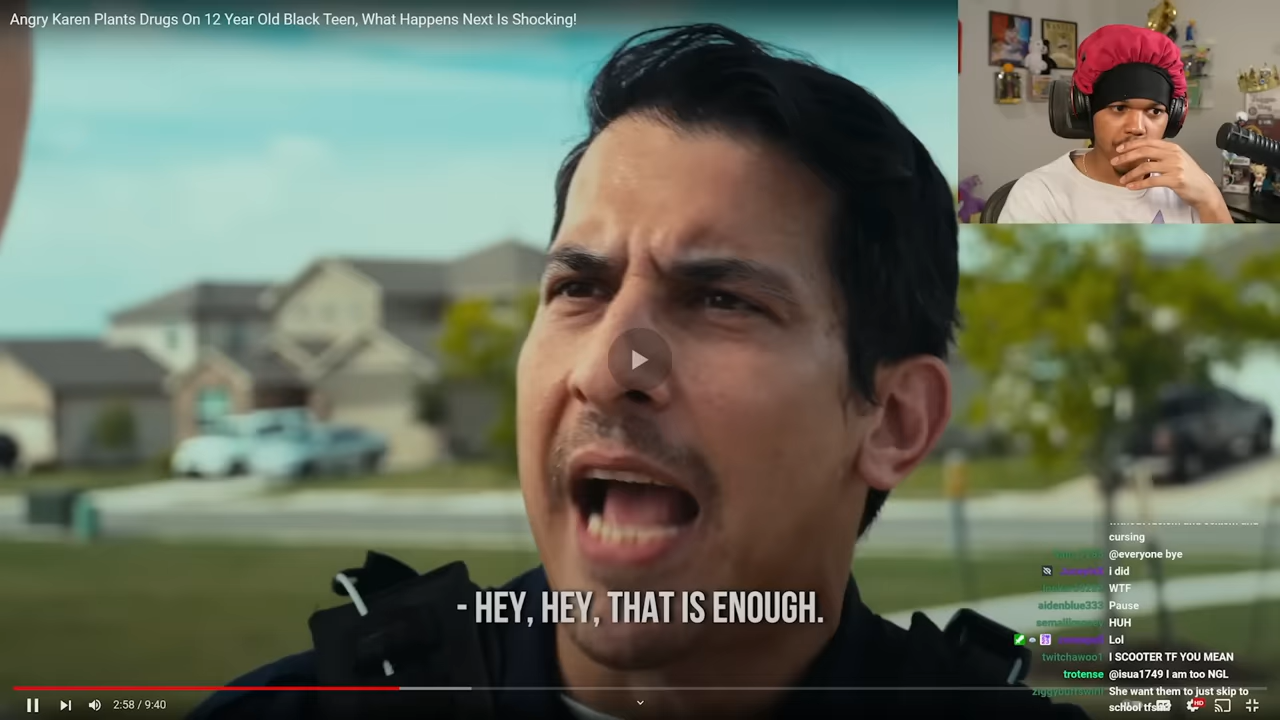 Angry Karen Plants Drugs On 12 Year Old Black Teen, What Happens Next Is Shocking!
- HEY, HEY, THAT IS ENOUGH.
cursing
@everyone bye
i did
WTF
aidenblue333 Pause
HUH
Lol
twitchawoo1 I SCOOTER TF YOU MEAN
trotense @isua1749 I am too NGL
She want them to just skip to
school
2:58 / 9:40
HD